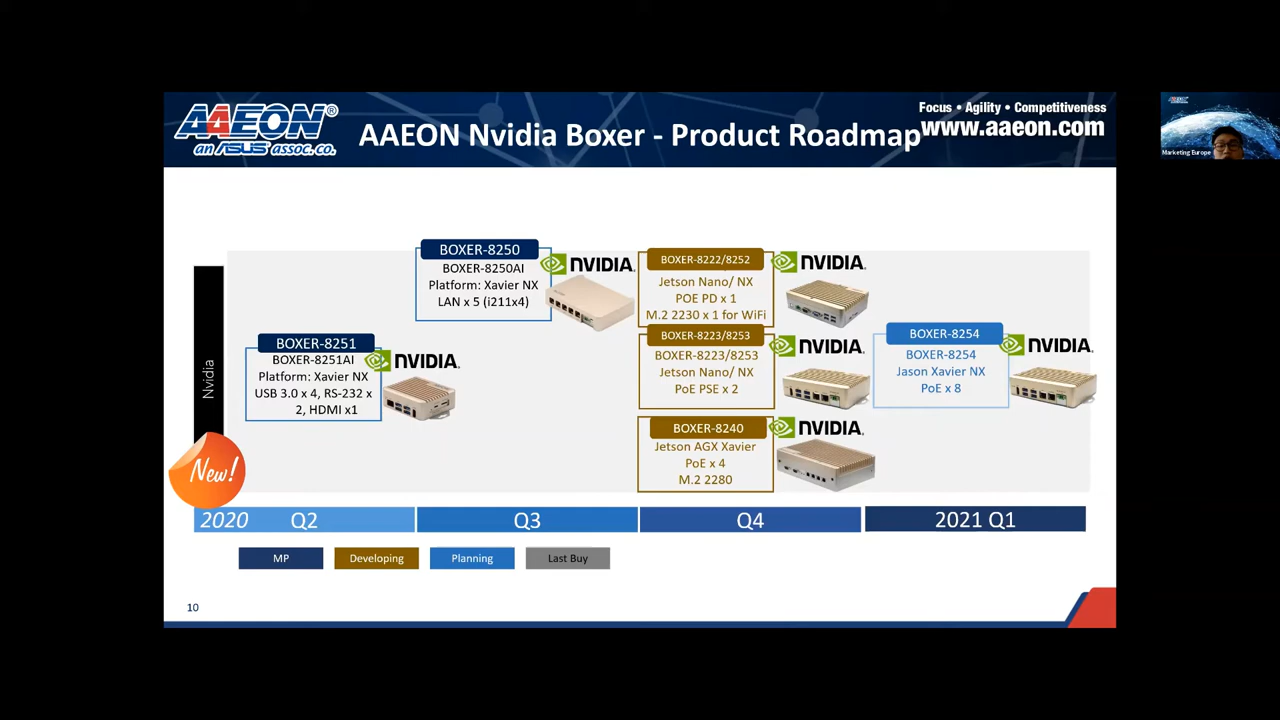 AAEON®
an ASUS assoc. co.
AAEON Nvidia Boxer - Product Roadmap
Focus • Agility • Competitiveness
www.aaeon.com
Marketing Europe
Nvidia
New!
BOXER-8251
BOXER-8251AI
Platform: Xavier NX
USB 3.0 x 4, RS-232 x
2, HDMI x1
NVIDIA.
BOXER-8250
BOXER-8250AI
Platform: Xavier NX
LAN x 5 (i211x4)
NVIDIA.
BOXER-8222/8252
Jetson Nano/ NX
POE PD x 1
M.2 2230 x 1 for WiFi
NVIDIA.
BOXER-8223/8253
BOXER-8223/8253
Jetson Nano/ NX
PoE PSE x 2
NVIDIA.
BOXER-8240
Jetson AGX Xavier
PoE x 4
M.2 2280
NVIDIA.
BOXER-8254
BOXER-8254
Jason Xavier NX
PoE x 8
NVIDIA.
2020 Q2 Q3 Q4 2021 Q1
MP Developing Planning Last Buy
10